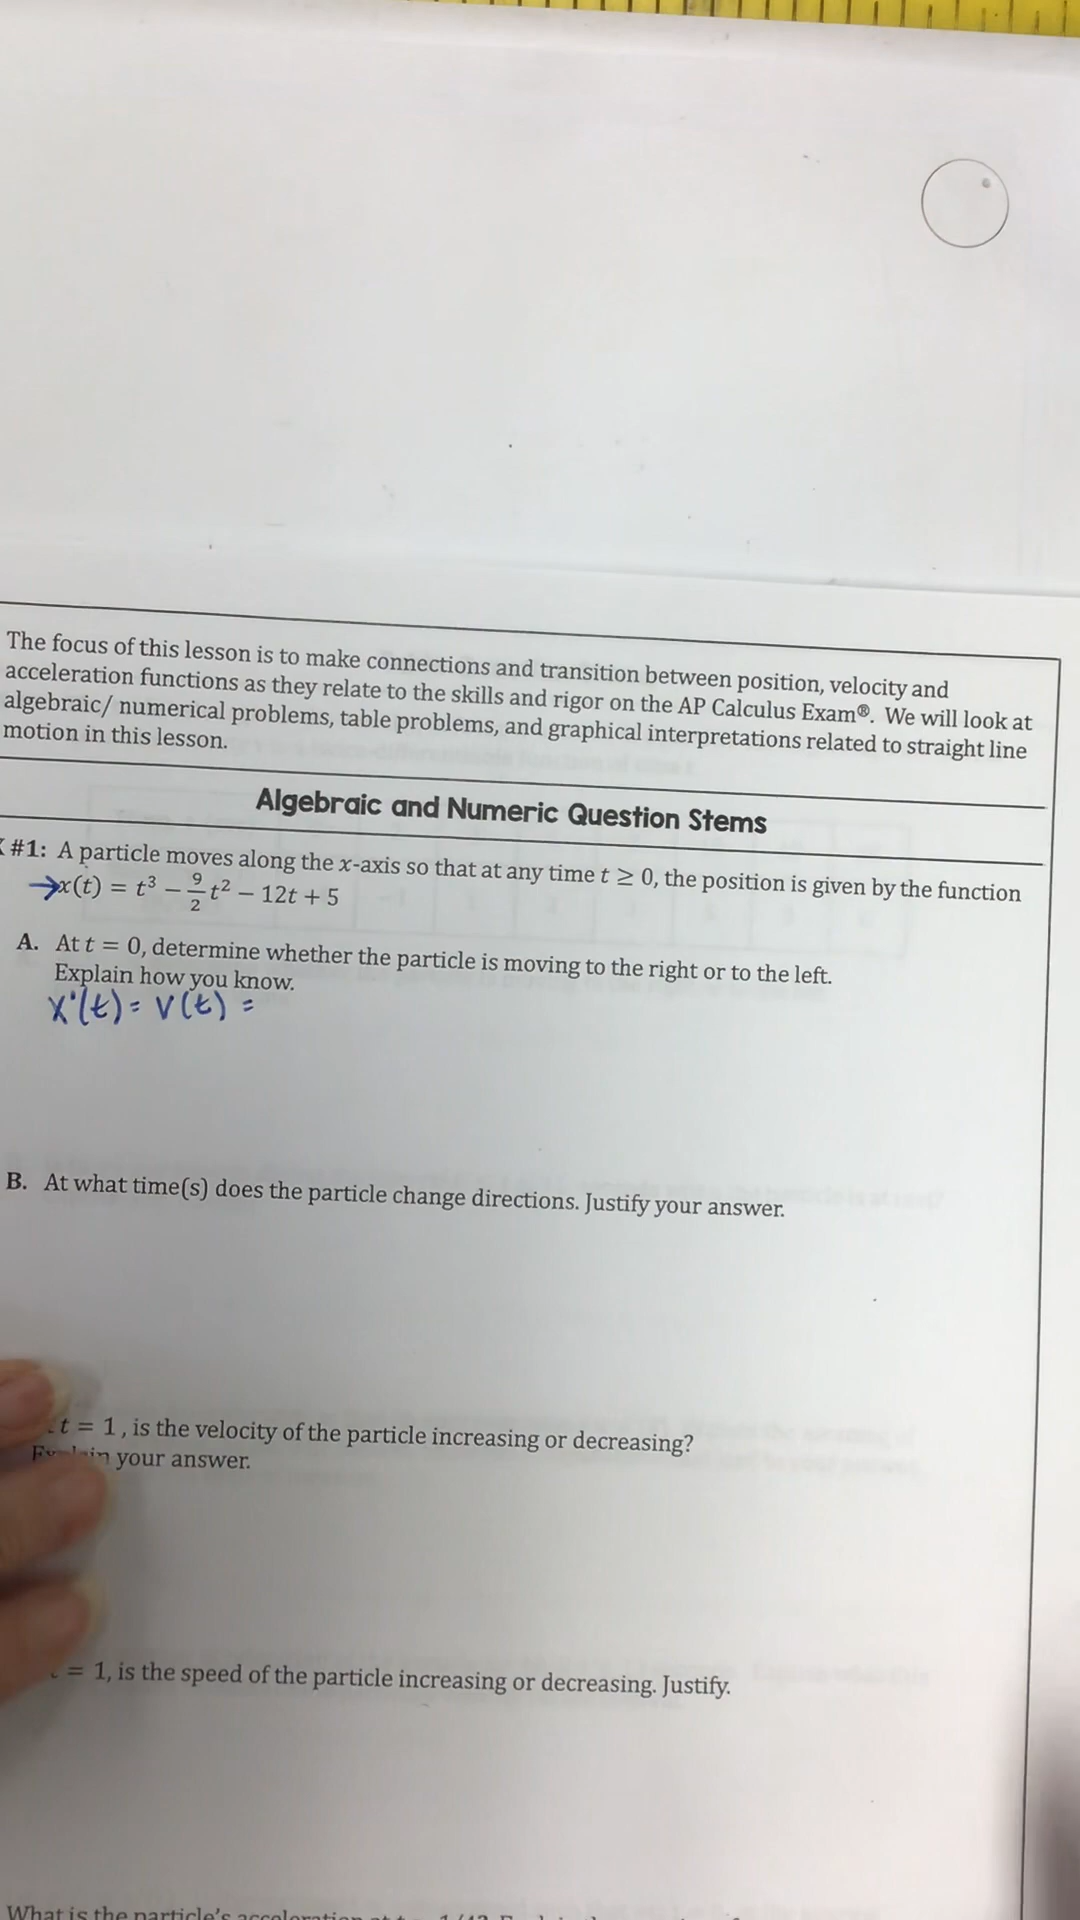 The focus of this lesson is to make connections and transition between position, velocity and
acceleration functions as they relate to the skills and rigor on the AP Calculus Exam®. We will look at
algebraic/ numerical problems, table problems, and graphical interpretations related to straight line
motion in this lesson.
Algebraic and Numeric Question Stems
#1: A particle moves along the x-axis so that at any time t ≥ 0, the position is given by the function
→x(t) = t³ − 9/2 t² − 12t + 5
A. At t = 0, determine whether the particle is moving to the right or to the left.
Explain how you know.
x'(t) = v(t) =
B. At what time(s) does the particle change directions. Justify your answer.
t = 1, is the velocity of the particle increasing or decreasing?
your answer.
= 1, is the speed of the particle increasing or decreasing. Justify.
What is the particle's acceleration